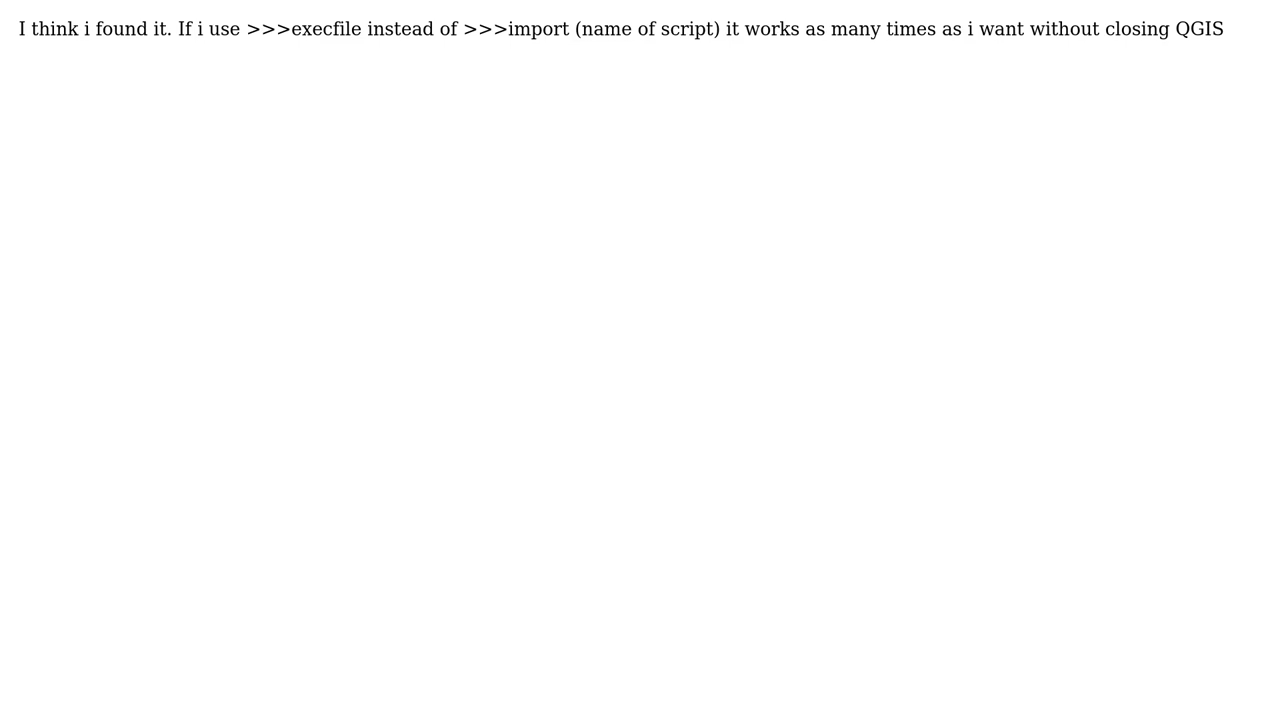 I think i found it. If i use >>>execfile instead of >>>import (name of script) it works as many times as i want without closing QGIS